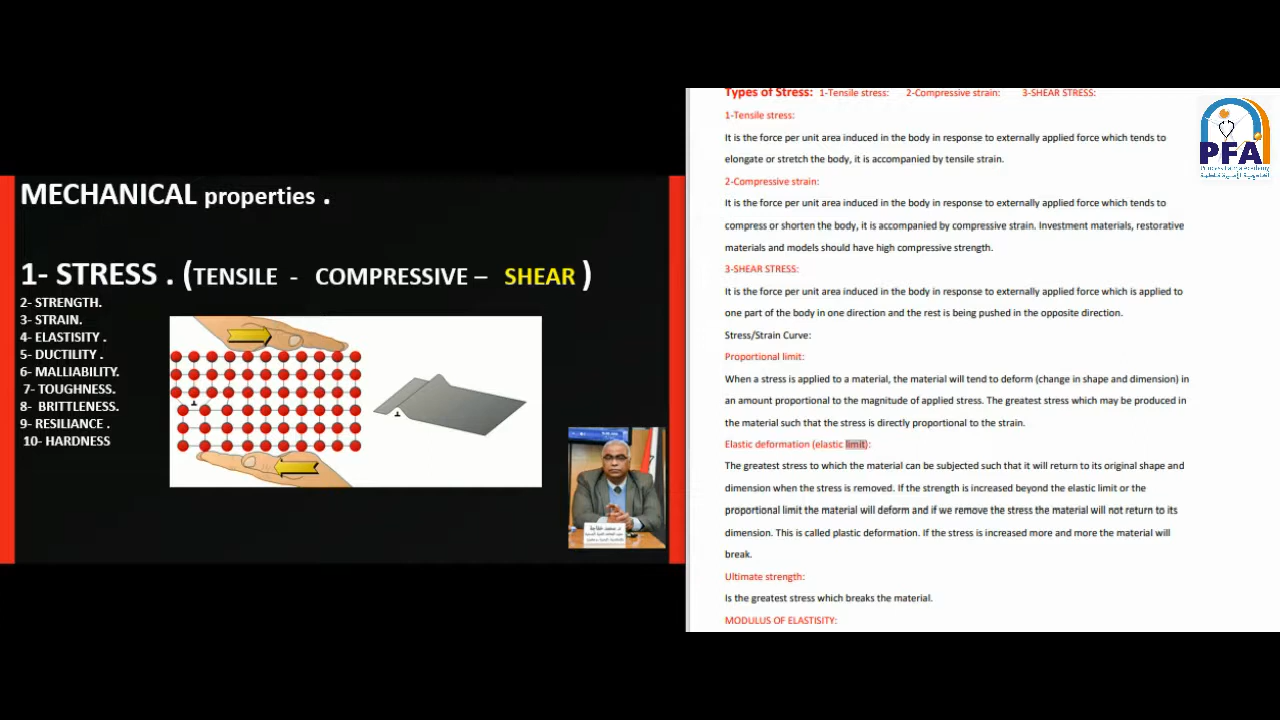 MECHANICAL properties .
1- STRESS . (TENSILE - COMPRESSIVE – SHEAR )
2- STRENGTH.
3- STRAIN.
4- ELASTISITY .
5- DUCTILITY .
6- MALLIABILITY.
7- TOUGHNESS.
8- BRITTLENESS.
9- RESILIANCE .
10- HARDNESS
Types of Stress: 1-Tensile stress: 2-Compressive strain: 3-SHEAR STRESS:
1-Tensile stress:
It is the force per unit area induced in the body in response to externally applied force which tends to
elongate or stretch the body, it is accompanied by tensile strain.
2-Compressive strain:
It is the force per unit area induced in the body in response to externally applied force which tends to
compress or shorten the body, it is accompanied by compressive strain. Investment materials, restorative
materials and models should have high compressive strength.
3-SHEAR STRESS:
It is the force per unit area induced in the body in response to externally applied force which is applied to
one part of the body in one direction and the rest is being pushed in the opposite direction.
Stress/Strain Curve:
Proportional limit:
When a stress is applied to a material, the material will tend to deform (change in shape and dimension) in
an amount proportional to the magnitude of applied stress. The greatest stress which may be produced in
the material such that the stress is directly proportional to the strain.
Elastic deformation (elastic limit):
The greatest stress to which the material can be subjected such that it will return to its original shape and
dimension when the stress is removed. If the strength is increased beyond the elastic limit or the
proportional limit the material will deform and if we remove the stress the material will not return to its
dimension. This is called plastic deformation. If the stress is increased more and more the material will
break.
Ultimate strength:
Is the greatest stress which breaks the material.
MODULUS OF ELASTISITY:
PFA